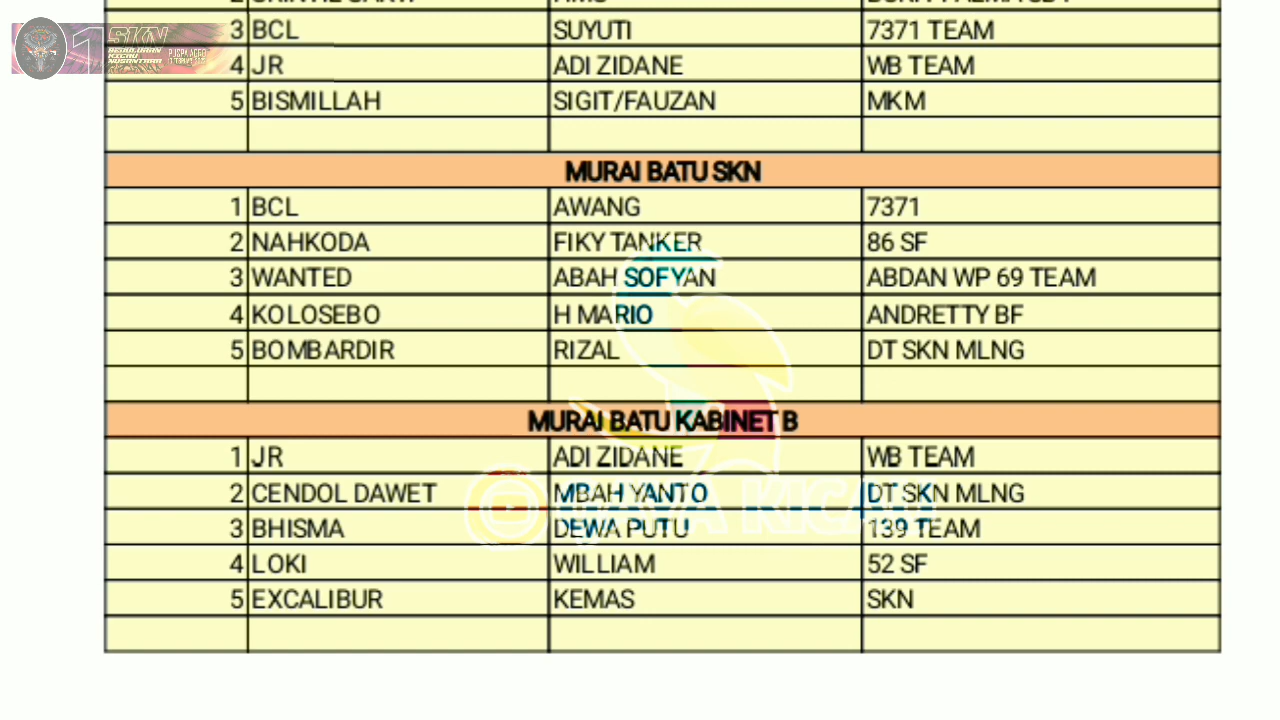 SKN
3 BCL SUYUTI 7371 TEAM
4 JR ADI ZIDANE WB TEAM
5 BISMILLAH SIGIT/FAUZAN MKM
MURAI BATU SKN
1 BCL AWANG 7371
2 NAHKODA FIKY TANKER 86 SF
3 WANTED ABAH SOFYAN ABDAN WP 69 TEAM
4 KOLOSEBO H MARIO ANDRETTY BF
5 BOMBARDIR RIZAL DT SKN MLNG
MURAI BATU KABINET B
1 JR ADI ZIDANE WB TEAM
2 CENDOL DAWET MBAH YANTO DT SKN MLNG
3 BHISMA DEWA PUTU 139 TEAM
4 LOKI WILLIAM 52 SF
5 EXCALIBUR KEMAS SKN